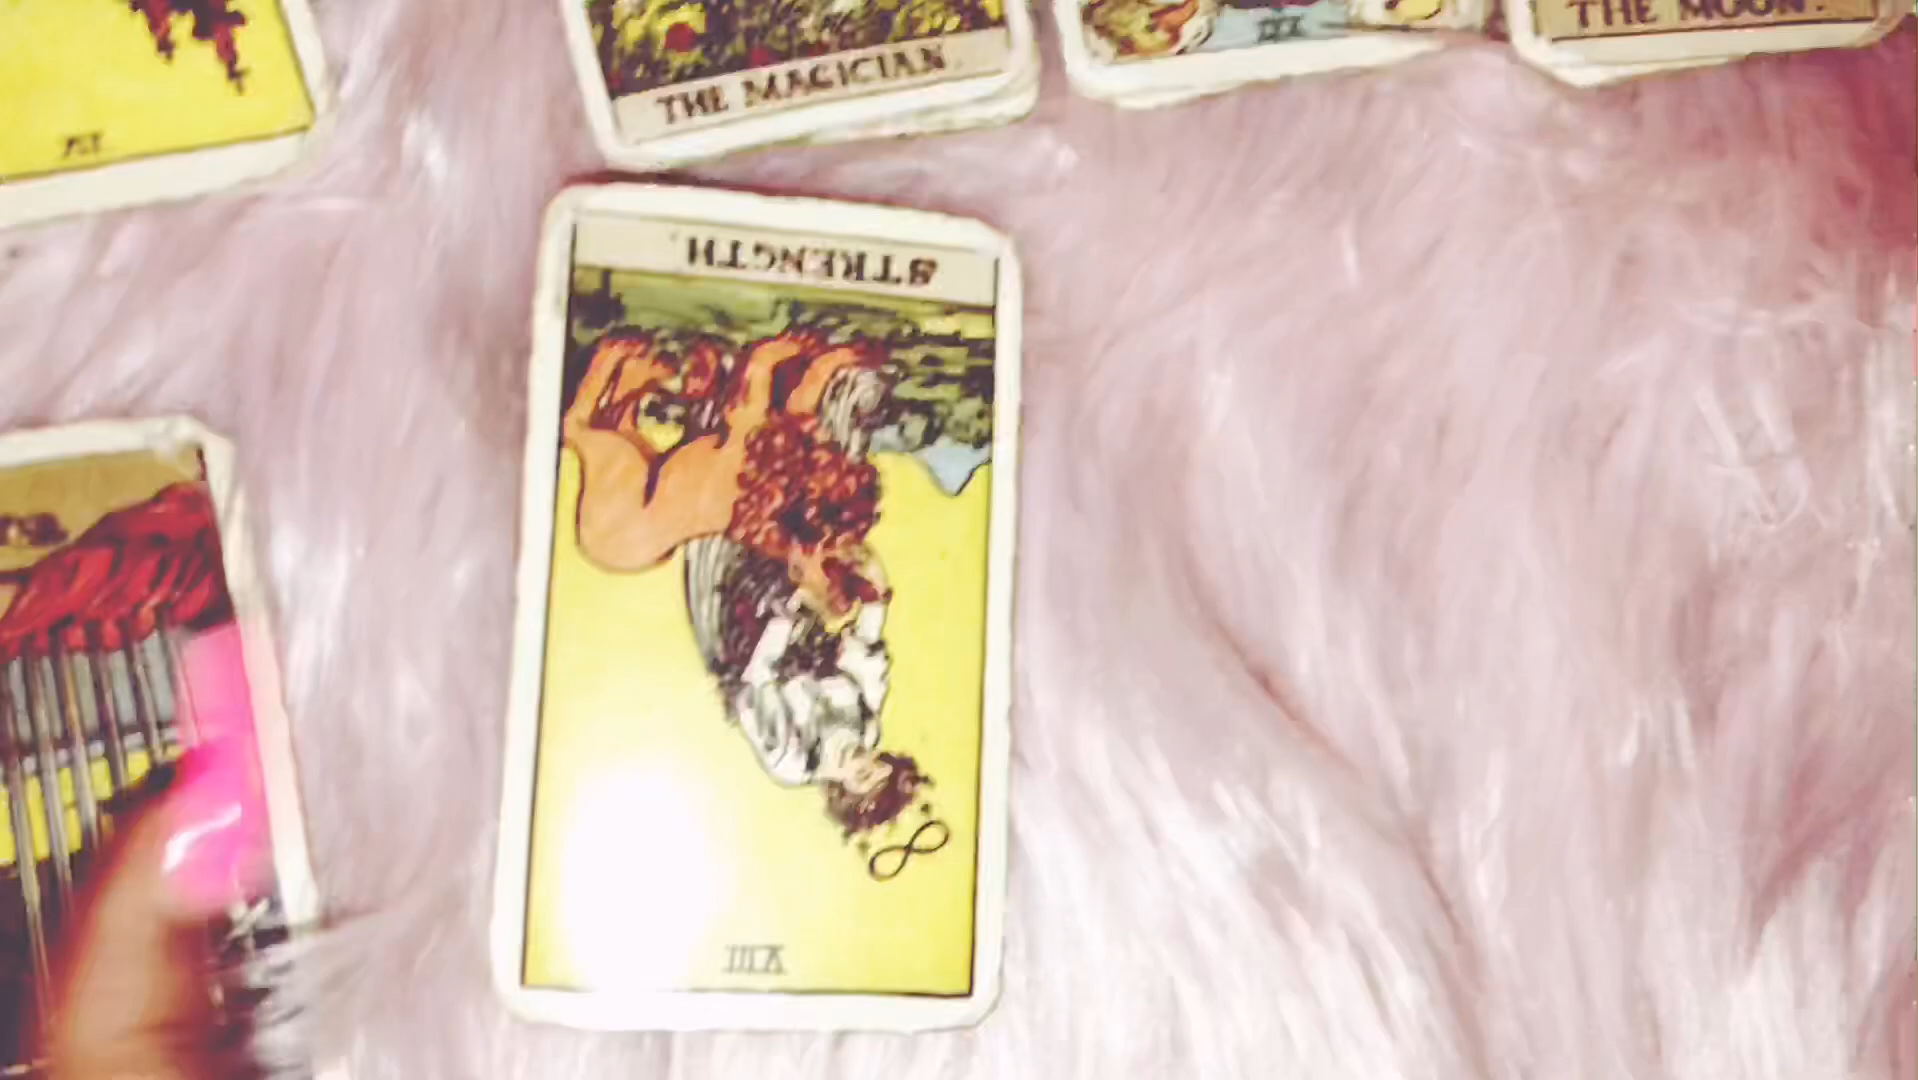 THE MAGICIAN.
THE MOON.
STRENGTH.
VIII